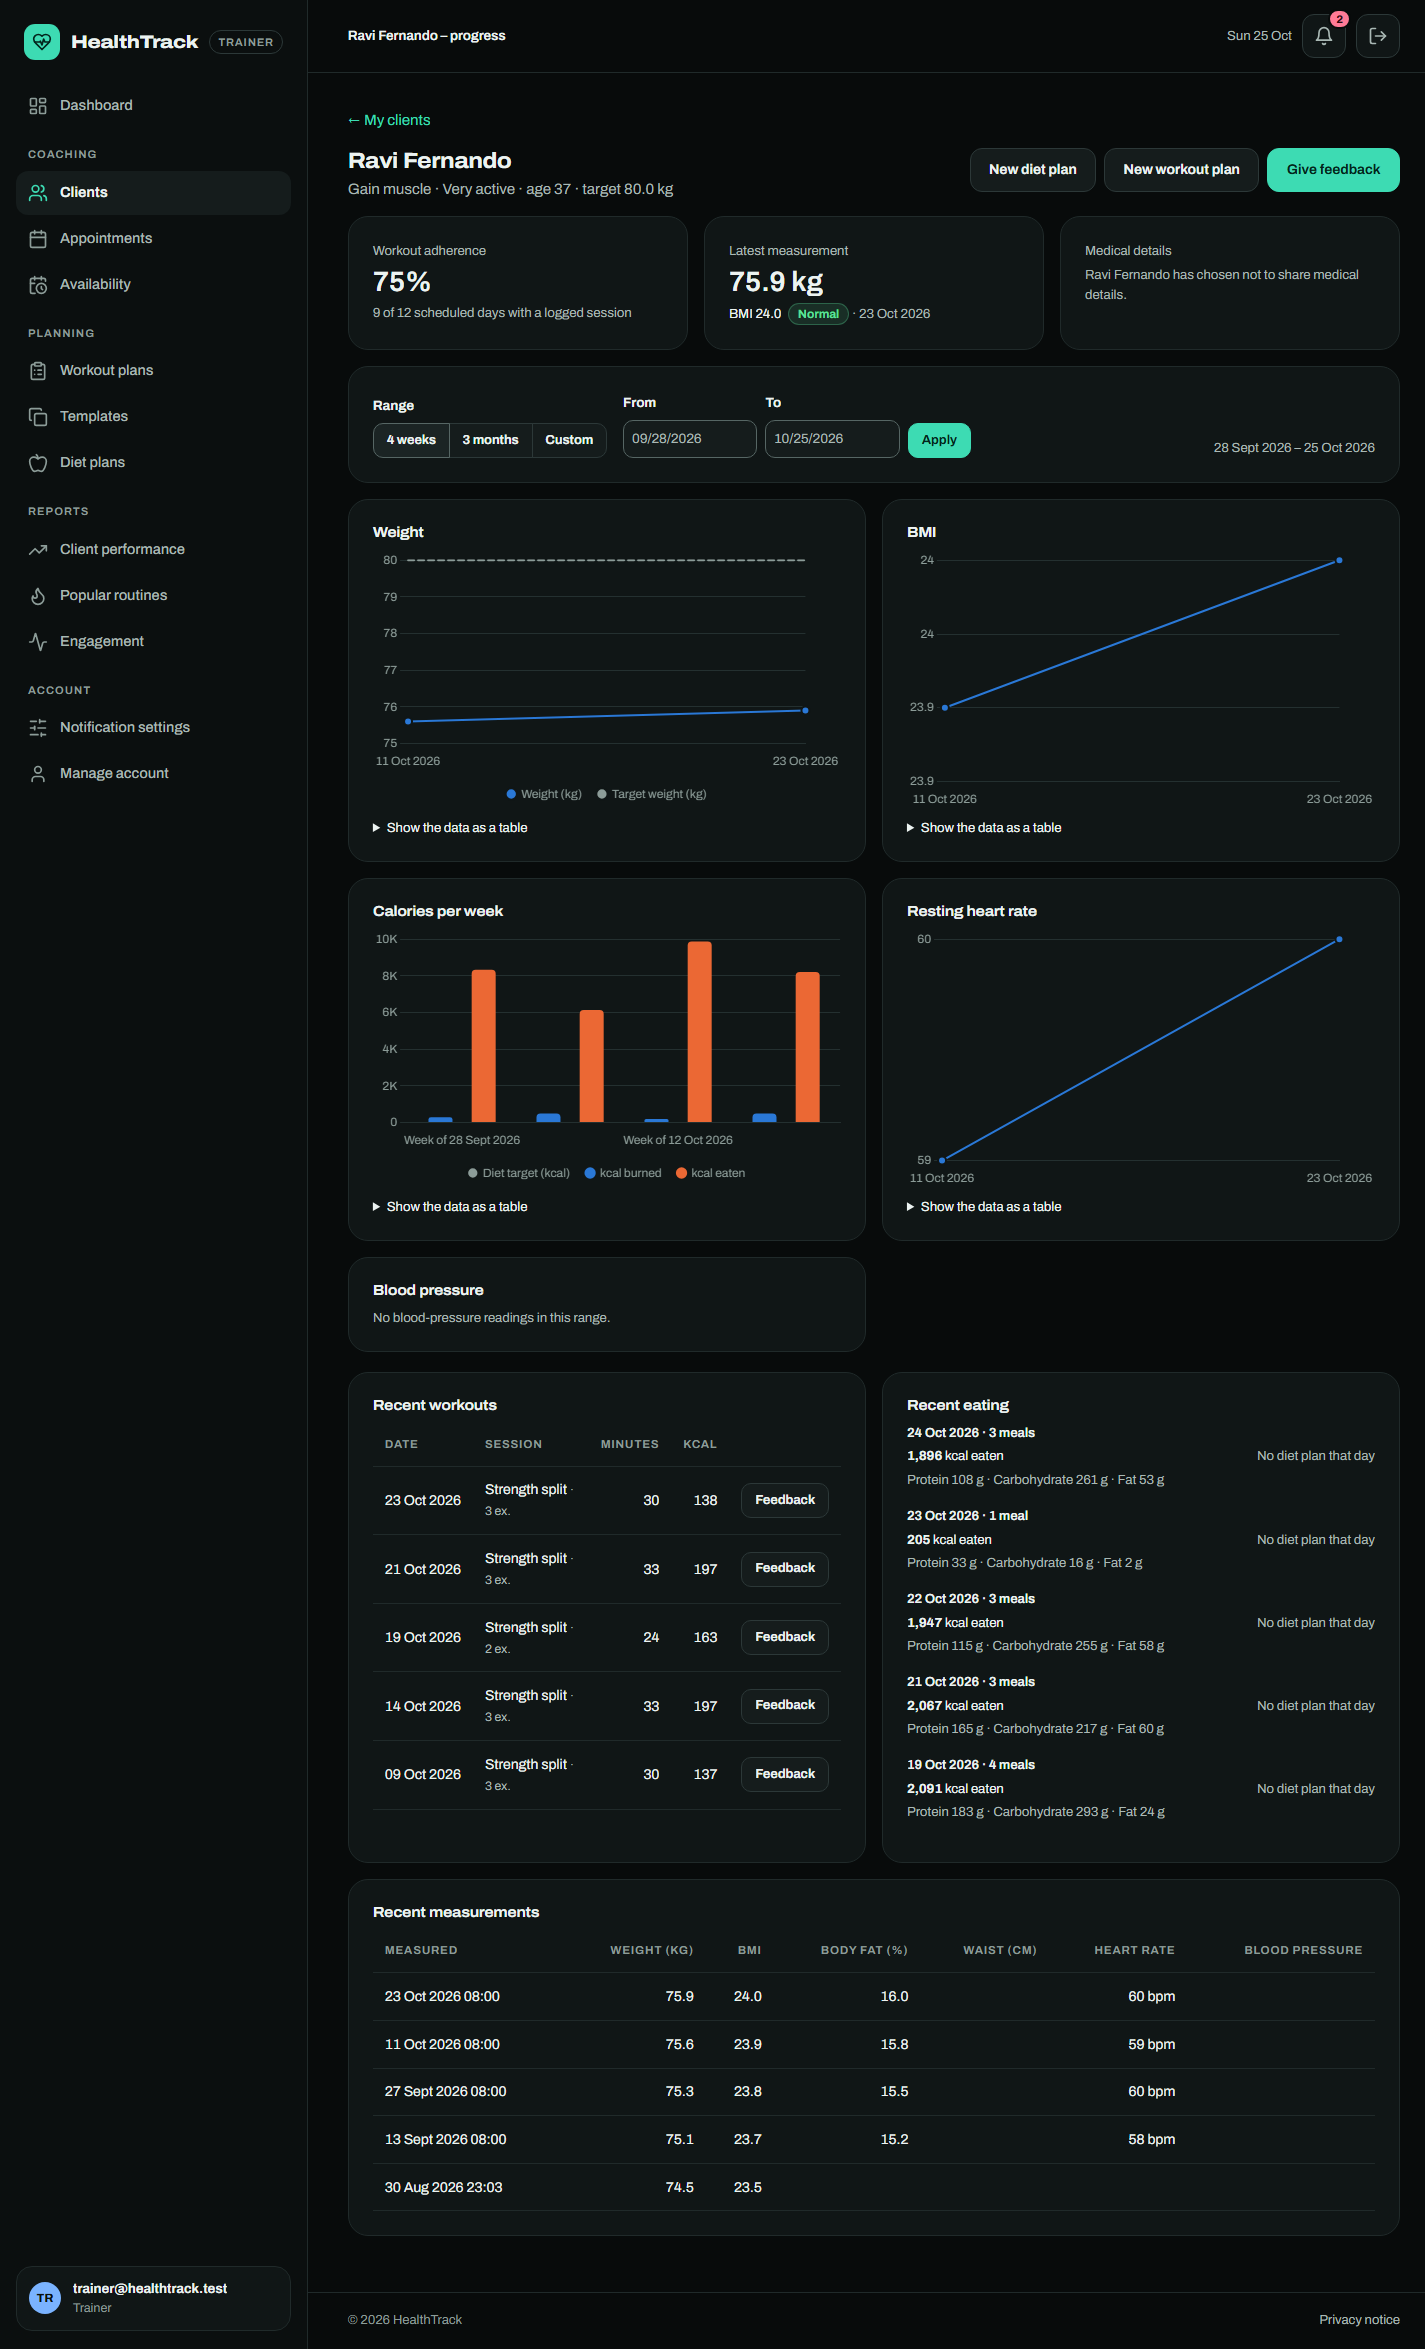 HealthTrack TRAINER
Dashboard
COACHING
Clients
Appointments
Availability
PLANNING
Workout plans
Templates
Diet plans
REPORTS
Client performance
Popular routines
Engagement
ACCOUNT
Notification settings
Manage account
TR
trainer@healthtrack.test
Trainer
Ravi Fernando – progress
Sun 25 Oct
2
← My clients
Ravi Fernando
Gain muscle · Very active · age 37 · target 80.0 kg
New diet plan
New workout plan
Give feedback
Workout adherence
75%
9 of 12 scheduled days with a logged session
Latest measurement
75.9 kg
BMI 24.0 Normal · 23 Oct 2026
Medical details
Ravi Fernando has chosen not to share medical
details.
Range
4 weeks
3 months
Custom
From
09/28/2026
To
10/25/2026
Apply
28 Sept 2026 – 25 Oct 2026
Weight
80
79
78
77
76
75
11 Oct 2026
23 Oct 2026
Weight (kg)
Target weight (kg)
Show the data as a table
BMI
24
24
23.9
23.9
11 Oct 2026
23 Oct 2026
Show the data as a table
Calories per week
10K
8K
6K
4K
2K
0
Week of 28 Sept 2026
Week of 12 Oct 2026
Diet target (kcal)
kcal burned
kcal eaten
Show the data as a table
Resting heart rate
60
59
11 Oct 2026
23 Oct 2026
Show the data as a table
Blood pressure
No blood-pressure readings in this range.
Recent workouts
DATE SESSION MINUTES KCAL
23 Oct 2026 Strength split · 30 138 Feedback
3 ex.
21 Oct 2026 Strength split · 33 197 Feedback
3 ex.
19 Oct 2026 Strength split · 24 163 Feedback
2 ex.
14 Oct 2026 Strength split · 33 197 Feedback
3 ex.
09 Oct 2026 Strength split · 30 137 Feedback
3 ex.
Recent eating
24 Oct 2026 · 3 meals
1,896 kcal eaten No diet plan that day
Protein 108 g · Carbohydrate 261 g · Fat 53 g
23 Oct 2026 · 1 meal
205 kcal eaten No diet plan that day
Protein 33 g · Carbohydrate 16 g · Fat 2 g
22 Oct 2026 · 3 meals
1,947 kcal eaten No diet plan that day
Protein 115 g · Carbohydrate 255 g · Fat 58 g
21 Oct 2026 · 3 meals
2,067 kcal eaten No diet plan that day
Protein 165 g · Carbohydrate 217 g · Fat 60 g
19 Oct 2026 · 4 meals
2,091 kcal eaten No diet plan that day
Protein 183 g · Carbohydrate 293 g · Fat 24 g
Recent measurements
MEASURED WEIGHT (KG) BMI BODY FAT (%) WAIST (CM) HEART RATE BLOOD PRESSURE
23 Oct 2026 08:00 75.9 24.0 16.0 60 bpm
11 Oct 2026 08:00 75.6 23.9 15.8 59 bpm
27 Sept 2026 08:00 75.3 23.8 15.5 60 bpm
13 Sept 2026 08:00 75.1 23.7 15.2 58 bpm
30 Aug 2026 23:03 74.5 23.5
© 2026 HealthTrack
Privacy notice